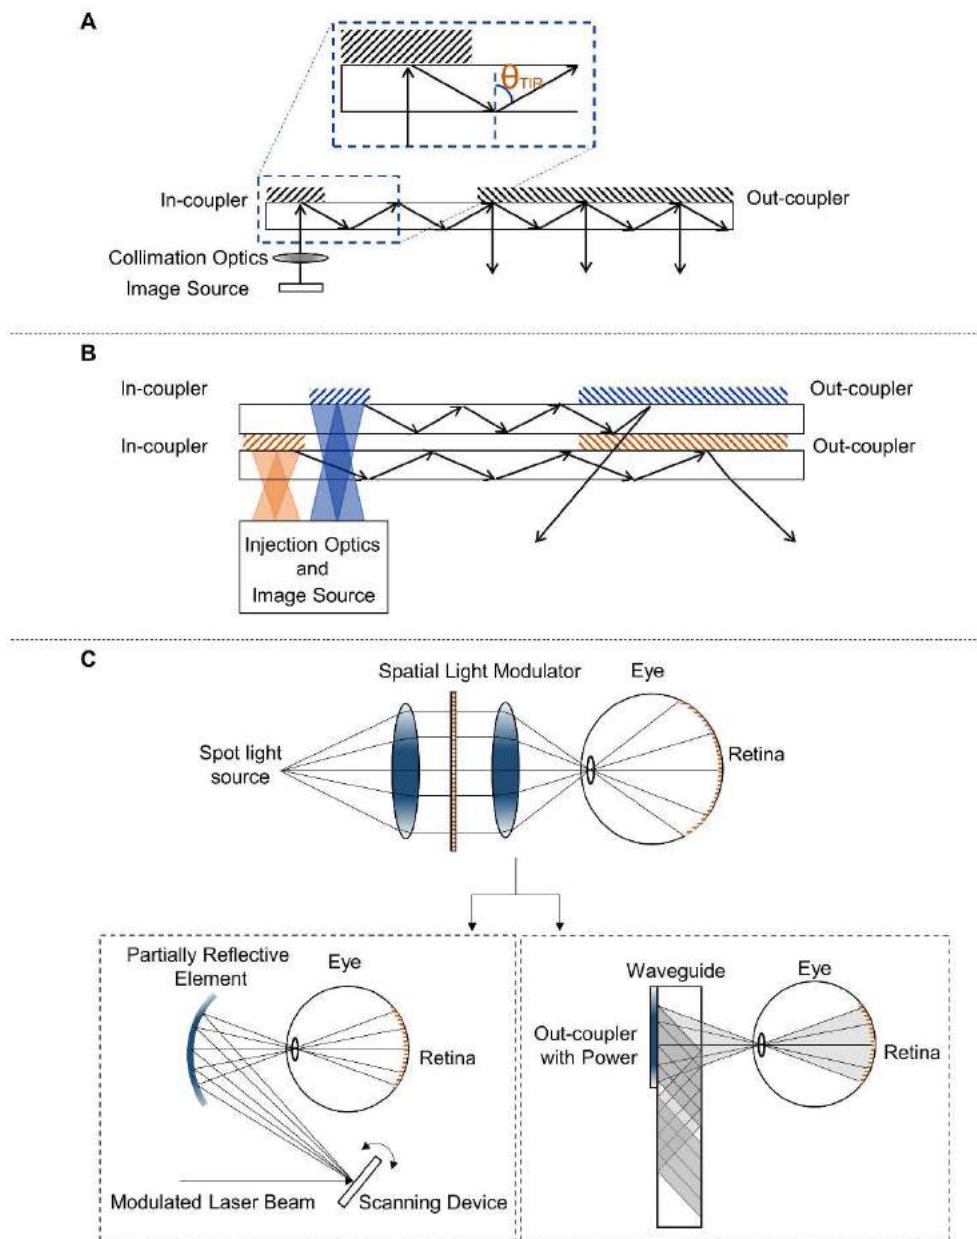 A
θTIR
In-coupler
Out-coupler
Collimation Optics
Image Source
B
In-coupler
Out-coupler
In-coupler
Out-coupler
Injection Optics
and
Image Source
C
Spatial Light Modulator
Eye
Spot light
source
Retina
Partially Reflective
Element
Eye
Retina
Modulated Laser Beam
Scanning Device
Waveguide
Eye
Out-coupler
with Power
Retina